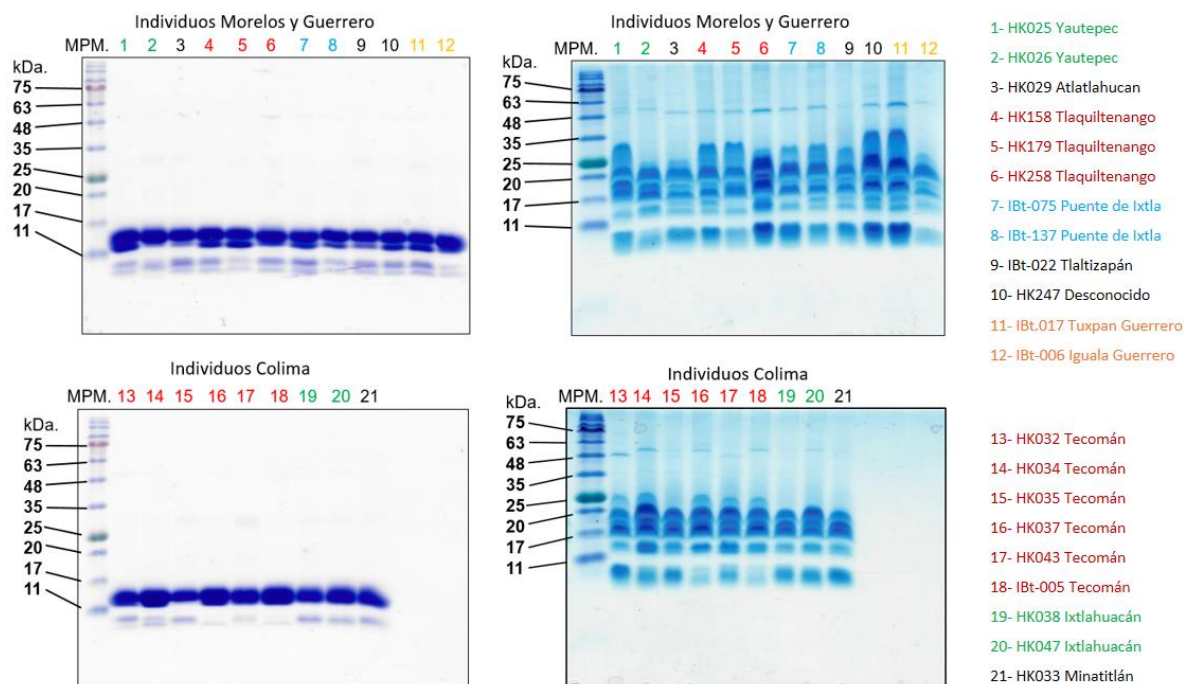 Individuos Morelos y Guerrero
MPM. 1 2 3 4 5 6 7 8 9 10 11 12
kDa.
75
63
48
35
25
20
17
11
Individuos Morelos y Guerrero
MPM. 1 2 3 4 5 6 7 8 9 10 11 12
kDa.
75
63
48
35
25
20
17
11
1- HK025 Yautepec
2- HK026 Yautepec
3- HK029 Atlatlahucan
4- HK158 Tlaquiltenango
5- HK179 Tlaquiltenango
6- HK258 Tlaquiltenango
7- IBt-075 Puente de Ixtla
8- IBt-137 Puente de Ixtla
9- IBt-022 Tlaltizapán
10- HK247 Desconocido
11- IBt.017 Tuxpan Guerrero
12- IBt-006 Iguala Guerrero
Individuos Colima
MPM. 13 14 15 16 17 18 19 20 21
kDa.
75
63
48
35
25
20
17
11
Individuos Colima
MPM. 13 14 15 16 17 18 19 20 21
kDa.
75
63
48
35
25
20
17
11
13- HK032 Tecomán
14- HK034 Tecomán
15- HK035 Tecomán
16- HK037 Tecomán
17- HK043 Tecomán
18- IBt-005 Tecomán
19- HK038 Ixtlahuacán
20- HK047 Ixtlahuacán
21- HK033 Minatitlán